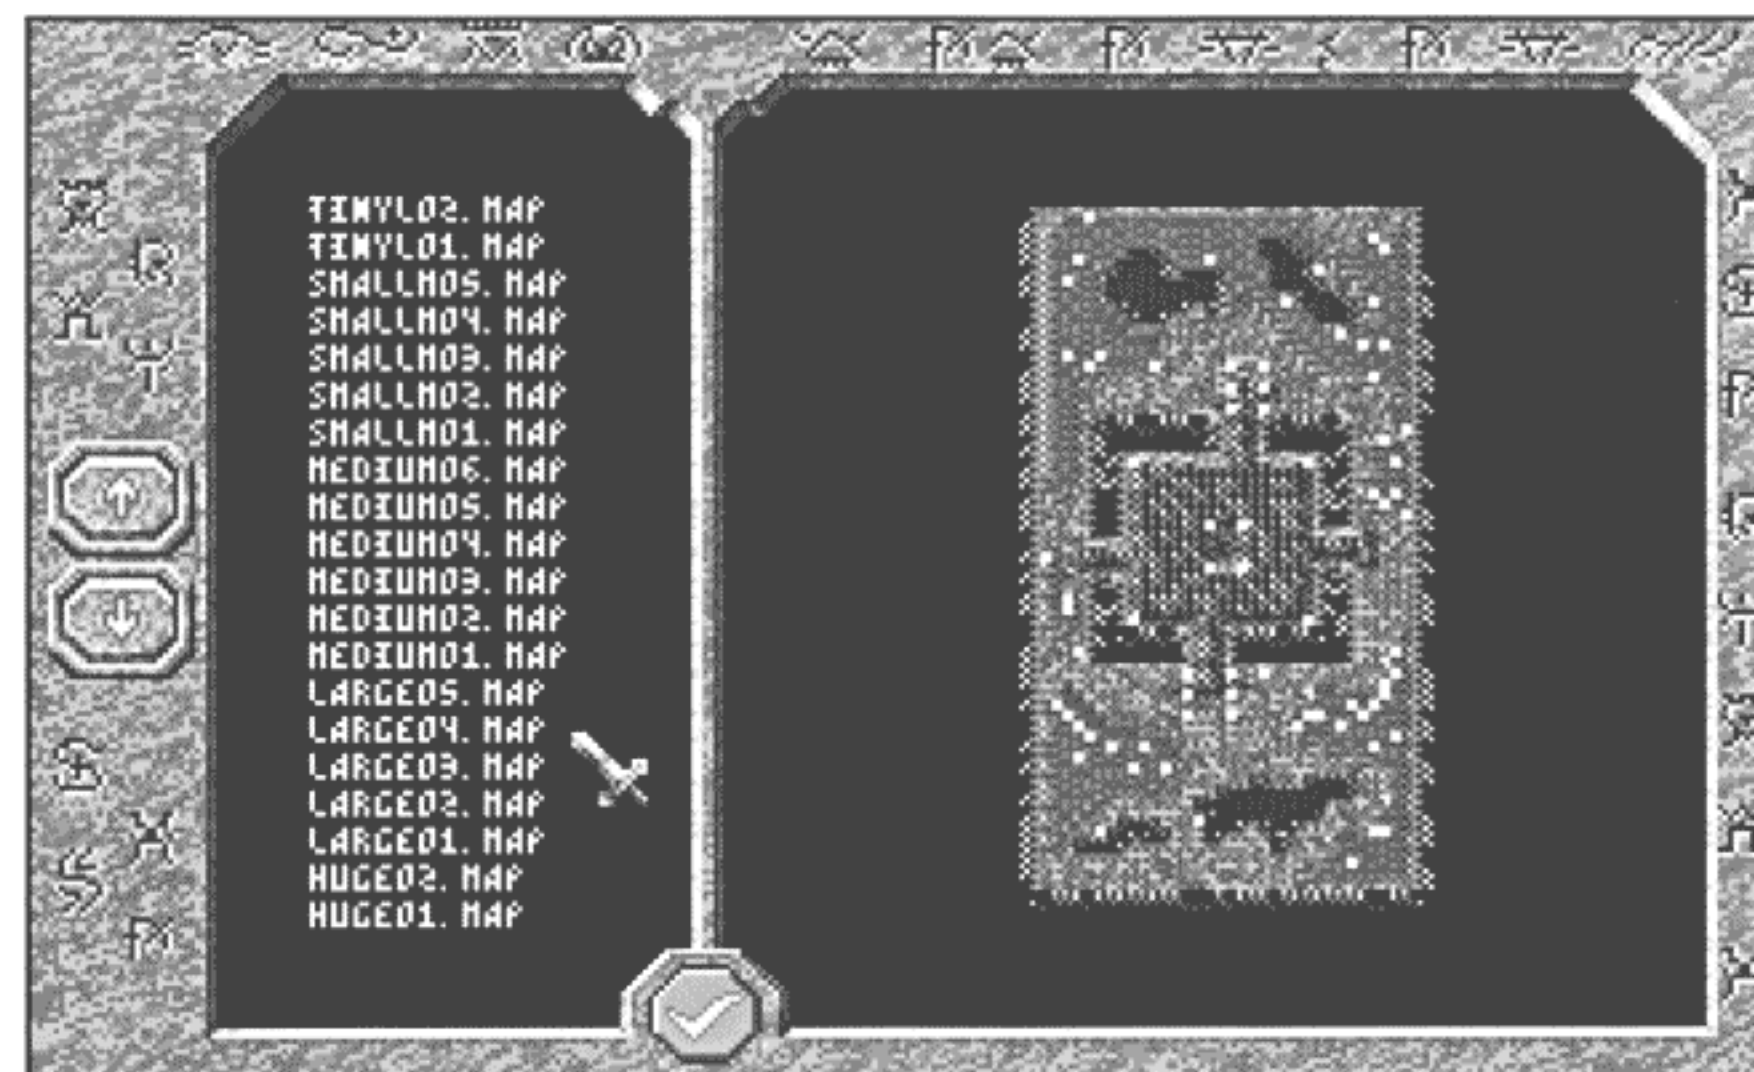 TINYL02.MAP
TINYL01.MAP
SMALLM05.MAP
SMALLM04.MAP
SMALLM03.MAP
SMALLM02.MAP
SMALLM01.MAP
MEDIUM06.MAP
MEDIUM05.MAP
MEDIUM04.MAP
MEDIUM03.MAP
MEDIUM02.MAP
MEDIUM01.MAP
LARGE05.MAP
LARGE04.MAP
LARGE03.MAP
LARGE02.MAP
LARGE01.MAP
HUGE02.MAP
HUGE01.MAP